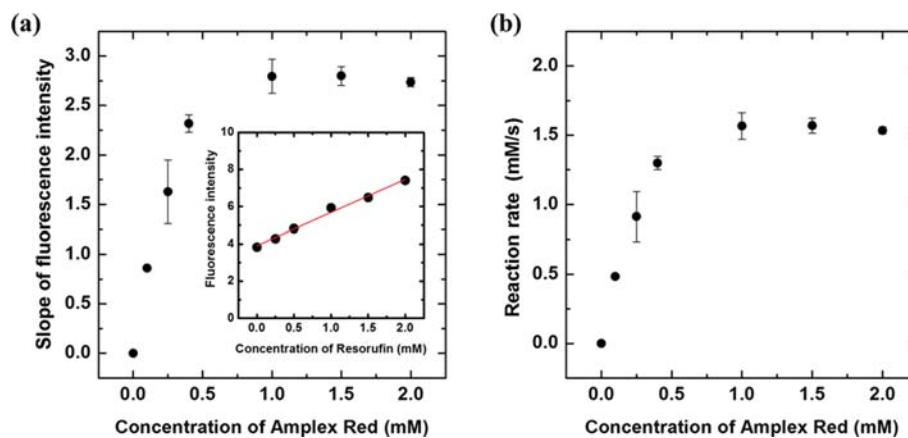 (a)
Slope of fluorescence intensity
3.0
2.5
2.0
1.5
1.0
0.5
0.0
0.0 0.5 1.0 1.5 2.0
Concentration of Amplex Red (mM)
Fluorescence intensity
10
8
6
4
2
0
0.0 0.5 1.0 1.5 2.0
Concentration of Resorufin (mM)
(b)
Reaction rate (mM/s)
2.0
1.5
1.0
0.5
0.0
0.0 0.5 1.0 1.5 2.0
Concentration of Amplex Red (mM)